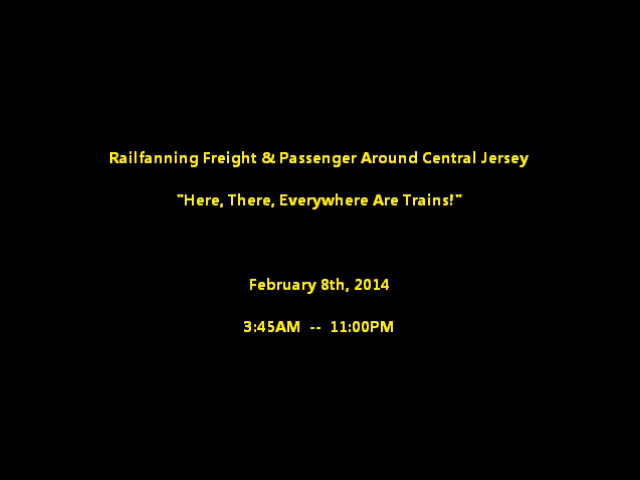 Railfanning Freight & Passenger Around Central Jersey
"Here, There, Everywhere Are Trains!"
February 8th, 2014
3:45AM -- 11:00PM